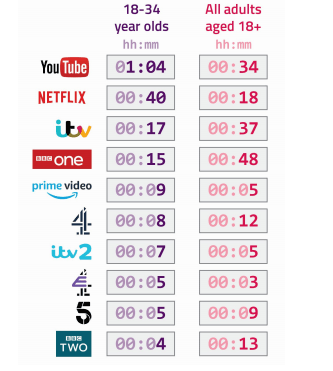 18-34 All adults
year olds aged 18+
hh:mm hh:mm
YouTube 01:04 00:34
NETFLIX 00:40 00:18
itv 00:17 00:37
BBC one 00:15 00:48
prime video 00:09 00:05
4 00:08 00:12
itv2 00:07 00:05
E4 00:05 00:03
5 00:05 00:09
BBC TWO 00:04 00:13